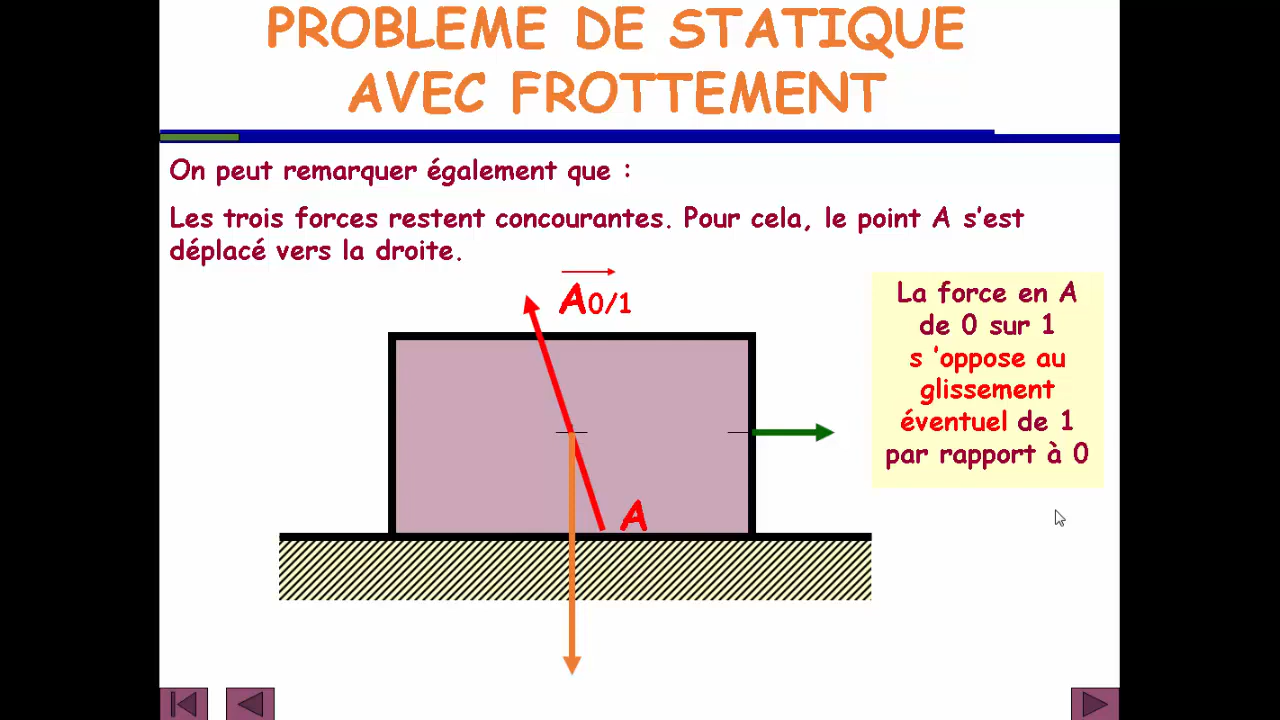 PROBLEME DE STATIQUE
AVEC FROTTEMENT
On peut remarquer également que :
Les trois forces restent concourantes. Pour cela, le point A s'est
déplacé vers la droite.
A0/1
La force en A
de 0 sur 1
s 'oppose au
glissement
éventuel de 1
par rapport à 0
A